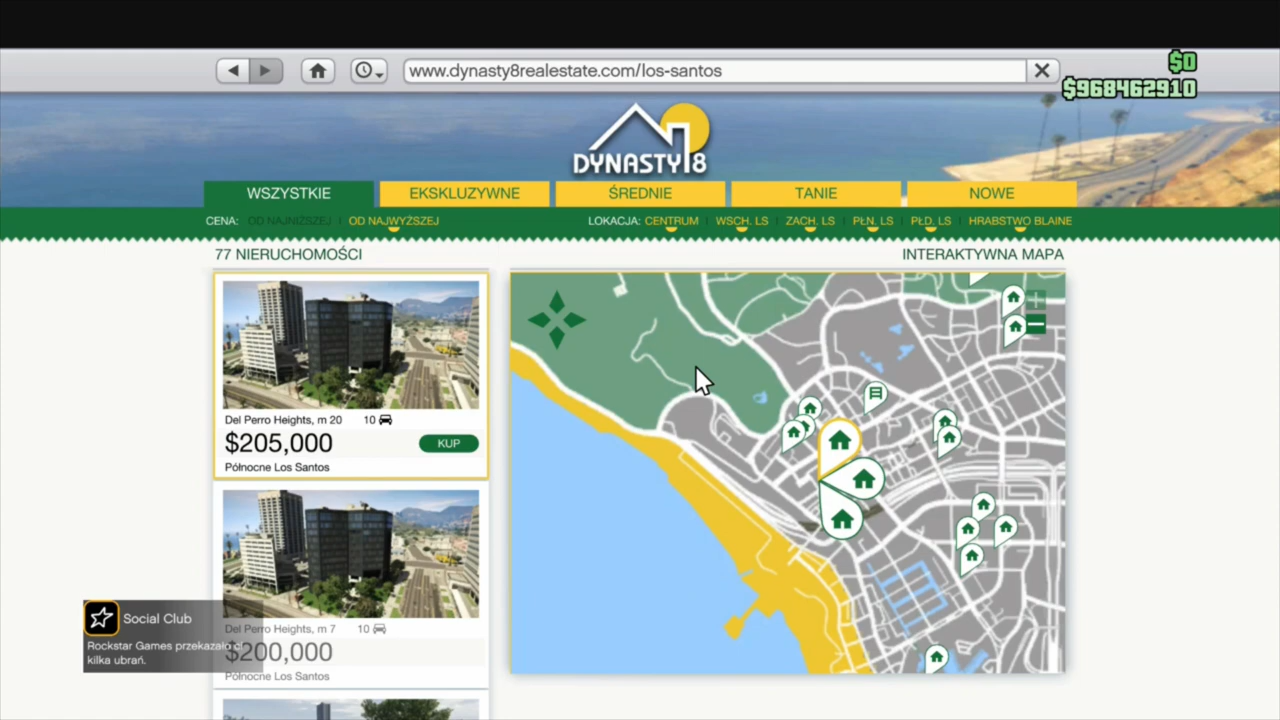 www.dynasty8realestate.com/los-santos
$0
$968462910
DYNASTY 8
WSZYSTKIE
EKSKLUZYWNE
ŚREDNIE
TANIE
NOWE
CENA: OD NAJNIŻSZEJ | OD NAJWYŻSZEJ
LOKACJA: CENTRUM | WSCH. LS | ZACH. LS | PŁN. LS | PŁD. LS | HRABSTWO BLAINE
77 NIERUCHOMOŚCI
INTERAKTYWNA MAPA
Del Perro Heights, m 20 10
$205,000
KUP
Północne Los Santos
Del Perro Heights, m 7 10
$200,000
Północne Los Santos
Social Club
Rockstar Games przekazało ci
kilka ubrań.